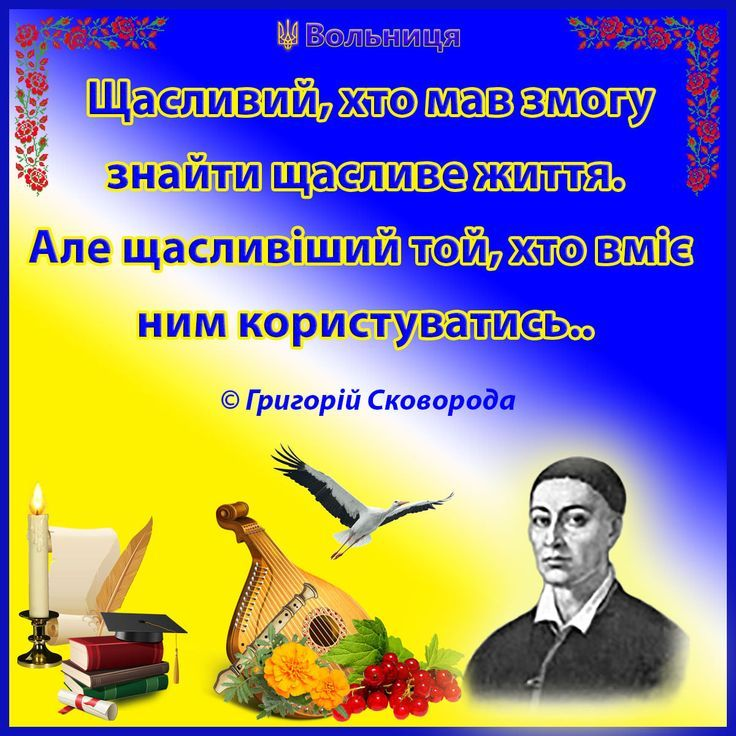 Вольниця
Щасливий, хто мав змогу
знайти щасливе життя.
Але щасливіший той, хто вміє
ним користуватись..
© Григорій Сковорода